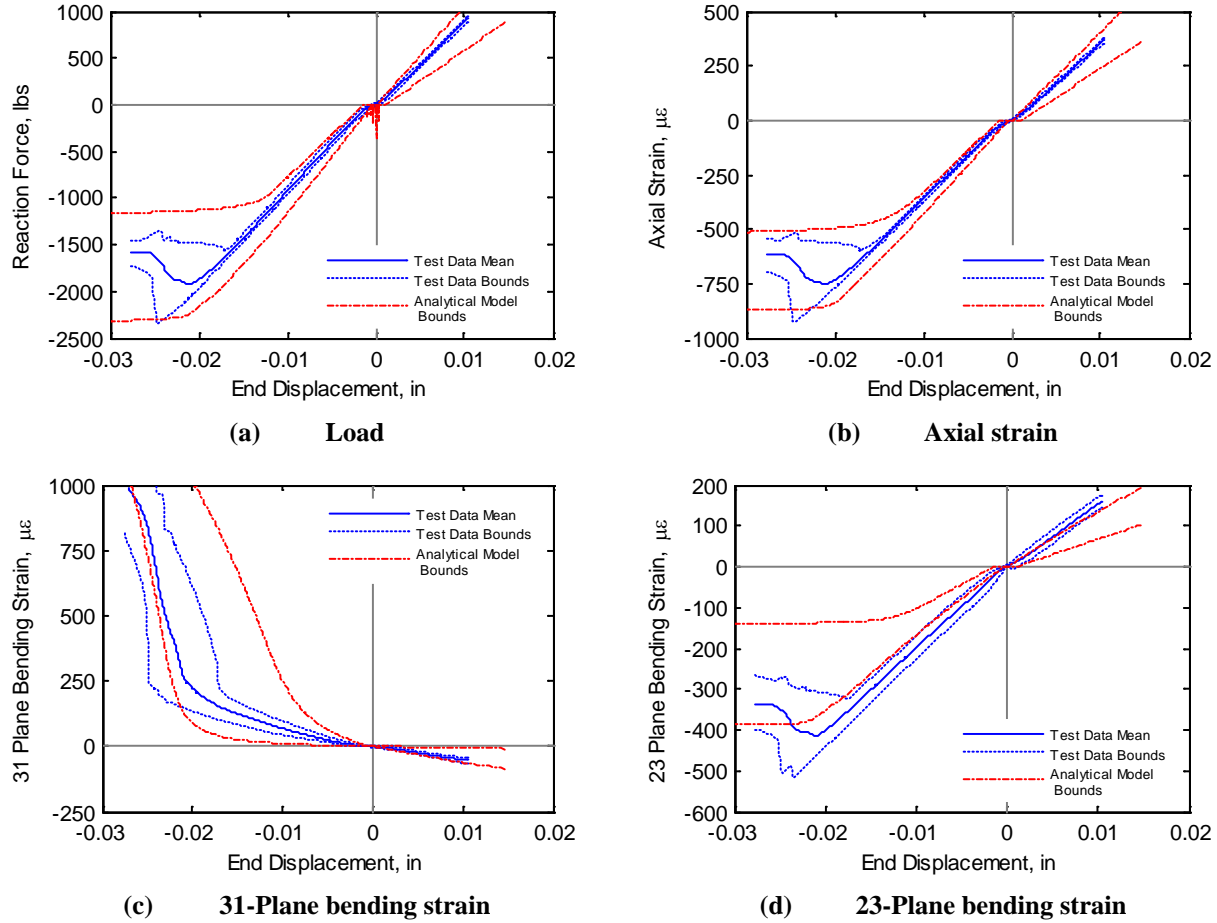 1000
500
0
-500
-1000
-1500
-2000
-2500
-0.03 -0.02 -0.01 0 0.01 0.02
Reaction Force, lbs
End Displacement, in
Test Data Mean
Test Data Bounds
Analytical Model
Bounds
(a) Load
500
250
0
-250
-500
-750
-1000
-0.03 -0.02 -0.01 0 0.01 0.02
Axial Strain, με
End Displacement, in
Test Data Mean
Test Data Bounds
Analytical Model
Bounds
(b) Axial strain
1000
750
500
250
0
-250
-0.03 -0.02 -0.01 0 0.01 0.02
31 Plane Bending Strain, με
End Displacement, in
Test Data Mean
Test Data Bounds
Analytical Model
Bounds
(c) 31-Plane bending strain
200
100
0
-100
-200
-300
-400
-500
-600
-0.03 -0.02 -0.01 0 0.01 0.02
23 Plane Bending Strain, με
End Displacement, in
Test Data Mean
Test Data Bounds
Analytical Model
Bounds
(d) 23-Plane bending strain